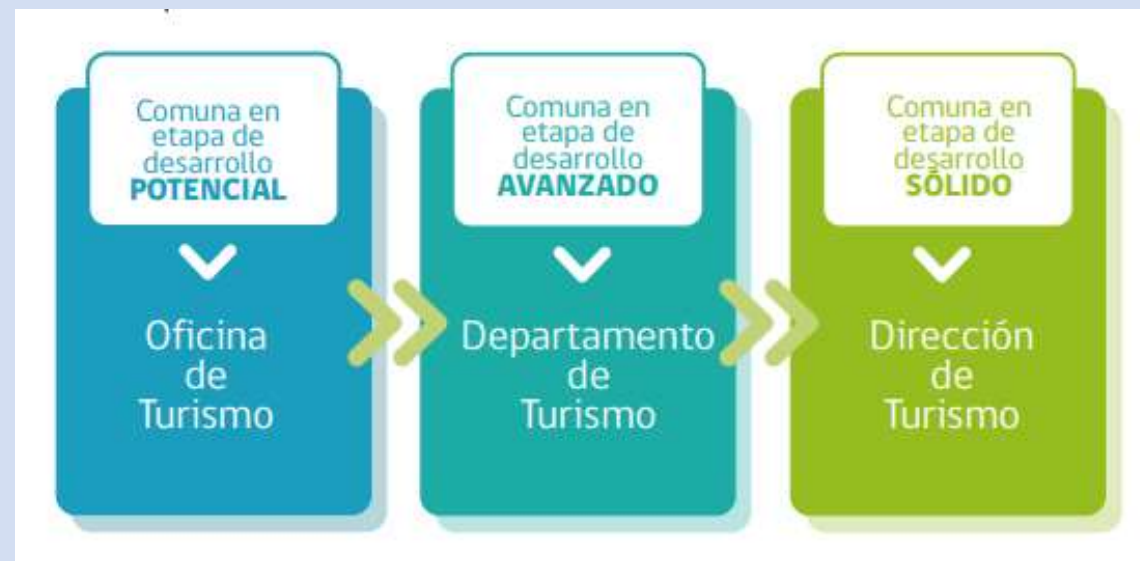 Comuna en
etapa de
desarrollo
POTENCIAL
Oficina
de
Turismo
Comuna en
etapa de
desarrollo
AVANZADO
Departamento
de
Turismo
Comuna en
etapa de
desarrollo
SÓLIDO
Dirección
de
Turismo